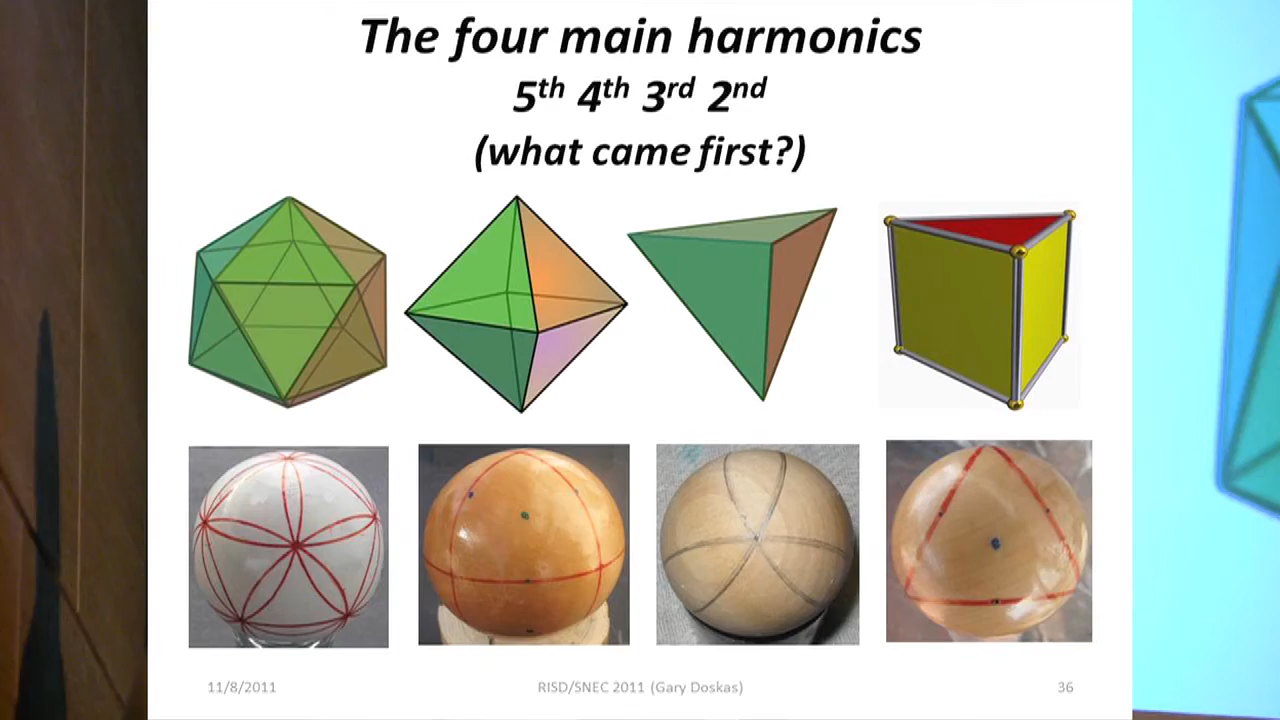 The four main harmonics
5th 4th 3rd 2nd
(what came first?)
11/8/2011
RISD/SNEC 2011 (Gary Doskas)
36